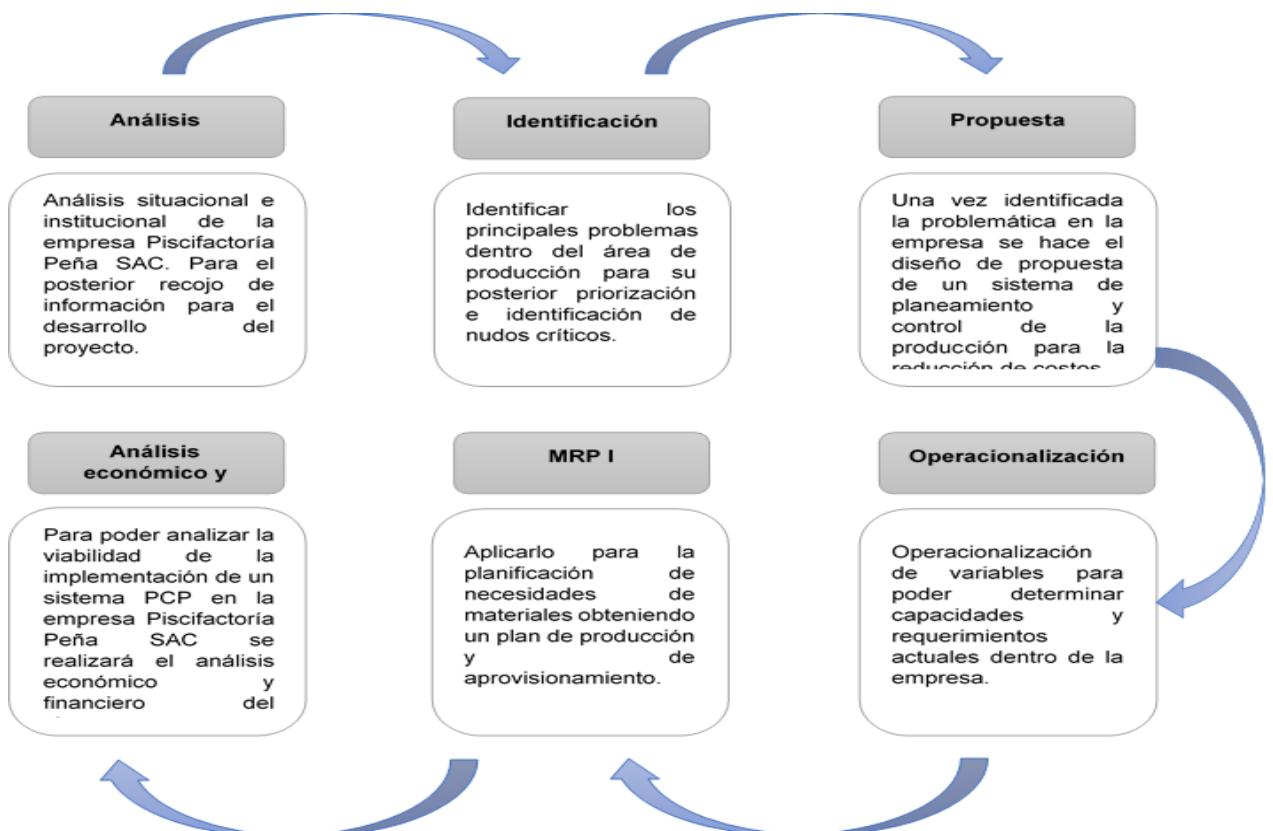 Análisis
Análisis situacional e
institucional de la
empresa Piscifactoría
Peña SAC. Para el
posterior recojo de
información para el
desarrollo del
proyecto.
Identificación
Identificar los
principales problemas
dentro del área de
producción para su
posterior priorización
e identificación de
nudos críticos.
Propuesta
Una vez identificada
la problemática en la
empresa se hace el
diseño de propuesta
de un sistema de
planeamiento y
control de la
producción para la
reducción de costos
Operacionalización
Operacionalización
de variables para
poder determinar
capacidades y
requerimientos
actuales dentro de la
empresa.
MRP I
Aplicarlo para la
planificación de
necesidades de
materiales obteniendo
un plan de producción
y de
aprovisionamiento.
Análisis
económico y
Para poder analizar la
viabilidad de la
implementación de un
sistema PCP en la
empresa Piscifactoría
Peña SAC se
realizará el análisis
económico y
financiero del